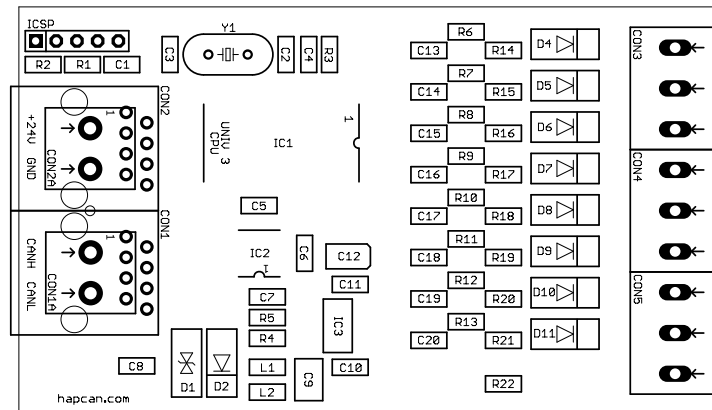 ICSP
R2 R1 C1
C3
Y1
C2
C4
R3
R6
C13 R14 D4
R7
C14 R15 D5
R8
C15 R16 D6
R9
C16 R17 D7
R10
C17 R18 D8
R11
C18 R19 D9
R12
C19 R20 D10
R13
C20 R21 D11
R22
CON3
CON4
CON5
CON2
+24V
GND
CON2A
1
CON1
CANH
CANL
CON1A
1
UNIV 3
CPU
IC1
1
C5
IC2
1
C6
C12
C11
C7
R5
R4
IC3
L1
L2
C9
C10
C8
D1
D2
hapcan.com